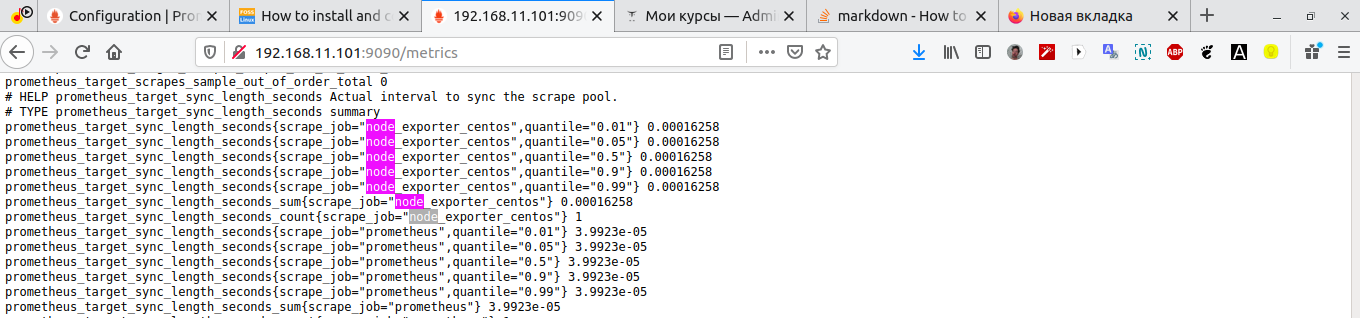 Configuration | Pro
How to install and c
192.168.11.101:909
Мои курсы — Адмі
markdown - How to
Новая вкладка
192.168.11.101:9090/metrics
ABP
prometheus_target_scrapes_sample_out_of_order_total 0
# HELP prometheus_target_sync_length_seconds Actual interval to sync the scrape pool.
# TYPE prometheus_target_sync_length_seconds summary
prometheus_target_sync_length_seconds{scrape_job="node_exporter_centos",quantile="0.01"} 0.00016258
prometheus_target_sync_length_seconds{scrape_job="node_exporter_centos",quantile="0.05"} 0.00016258
prometheus_target_sync_length_seconds{scrape_job="node_exporter_centos",quantile="0.5"} 0.00016258
prometheus_target_sync_length_seconds{scrape_job="node_exporter_centos",quantile="0.9"} 0.00016258
prometheus_target_sync_length_seconds{scrape_job="node_exporter_centos",quantile="0.99"} 0.00016258
prometheus_target_sync_length_seconds_sum{scrape_job="node_exporter_centos"} 0.00016258
prometheus_target_sync_length_seconds_count{scrape_job="node_exporter_centos"} 1
prometheus_target_sync_length_seconds{scrape_job="prometheus",quantile="0.01"} 3.9923e-05
prometheus_target_sync_length_seconds{scrape_job="prometheus",quantile="0.05"} 3.9923e-05
prometheus_target_sync_length_seconds{scrape_job="prometheus",quantile="0.5"} 3.9923e-05
prometheus_target_sync_length_seconds{scrape_job="prometheus",quantile="0.9"} 3.9923e-05
prometheus_target_sync_length_seconds{scrape_job="prometheus",quantile="0.99"} 3.9923e-05
prometheus_target_sync_length_seconds_sum{scrape_job="prometheus"} 3.9923e-05